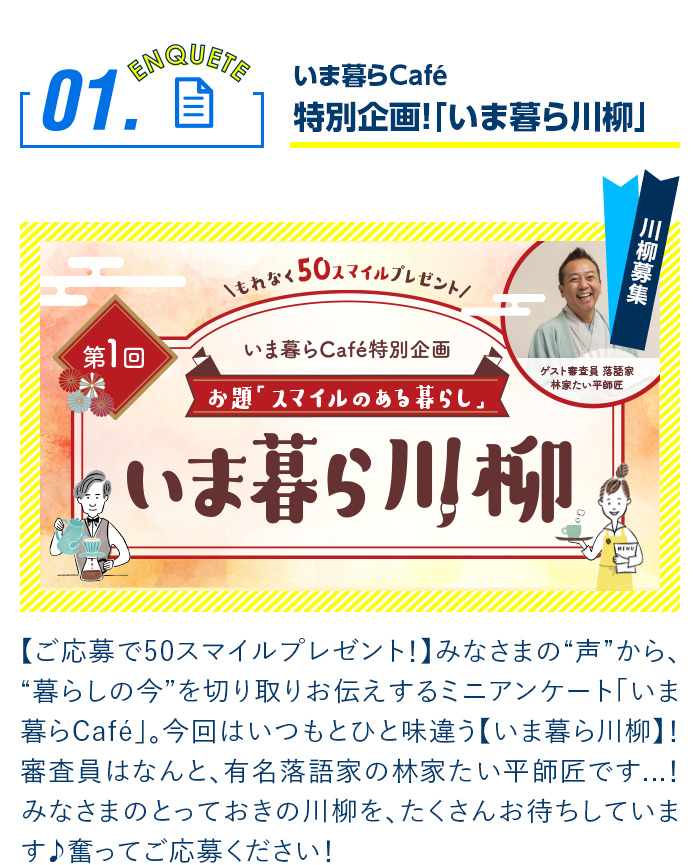 01.
ENQUETE
いま暮らCafé
特別企画!「いま暮ら川柳」
川柳募集
\もれなく50スマイルプレゼント/
第1回
いま暮らCafé特別企画
お題「スマイルのある暮らし」
いま暮ら川柳
ゲスト審査員 落語家
林家たい平師匠
MENU
【ご応募で50スマイルプレゼント!】みなさまの“声”から、
“暮らしの今”を切り取りお伝えするミニアンケート「いま
暮らCafé」。今回はいつもとひと味違う【いま暮ら川柳】!
審査員はなんと、有名落語家の林家たい平師匠です…!
みなさまのとっておきの川柳を、たくさんお待ちしていま
す♪奮ってご応募ください!